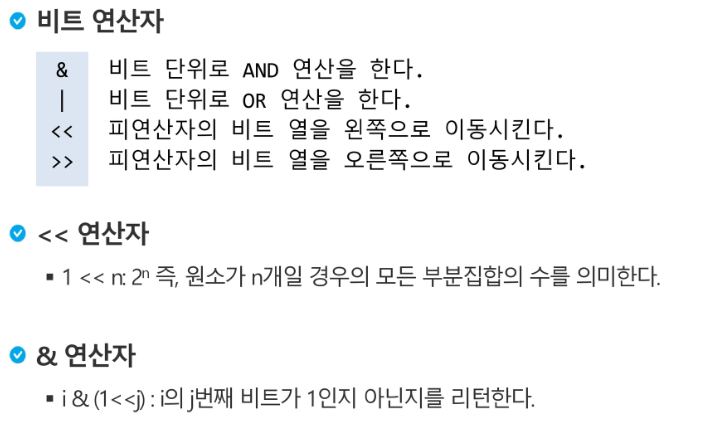 비트 연산자
& 비트 단위로 AND 연산을 한다.
| 비트 단위로 OR 연산을 한다.
<< 피연산자의 비트 열을 왼쪽으로 이동시킨다.
>> 피연산자의 비트 열을 오른쪽으로 이동시킨다.
<< 연산자
▪ 1 << n: 2ⁿ 즉, 원소가 n개일 경우의 모든 부분집합의 수를 의미한다.
& 연산자
▪ i & (1<<j) : i의 j번째 비트가 1인지 아닌지를 리턴한다.